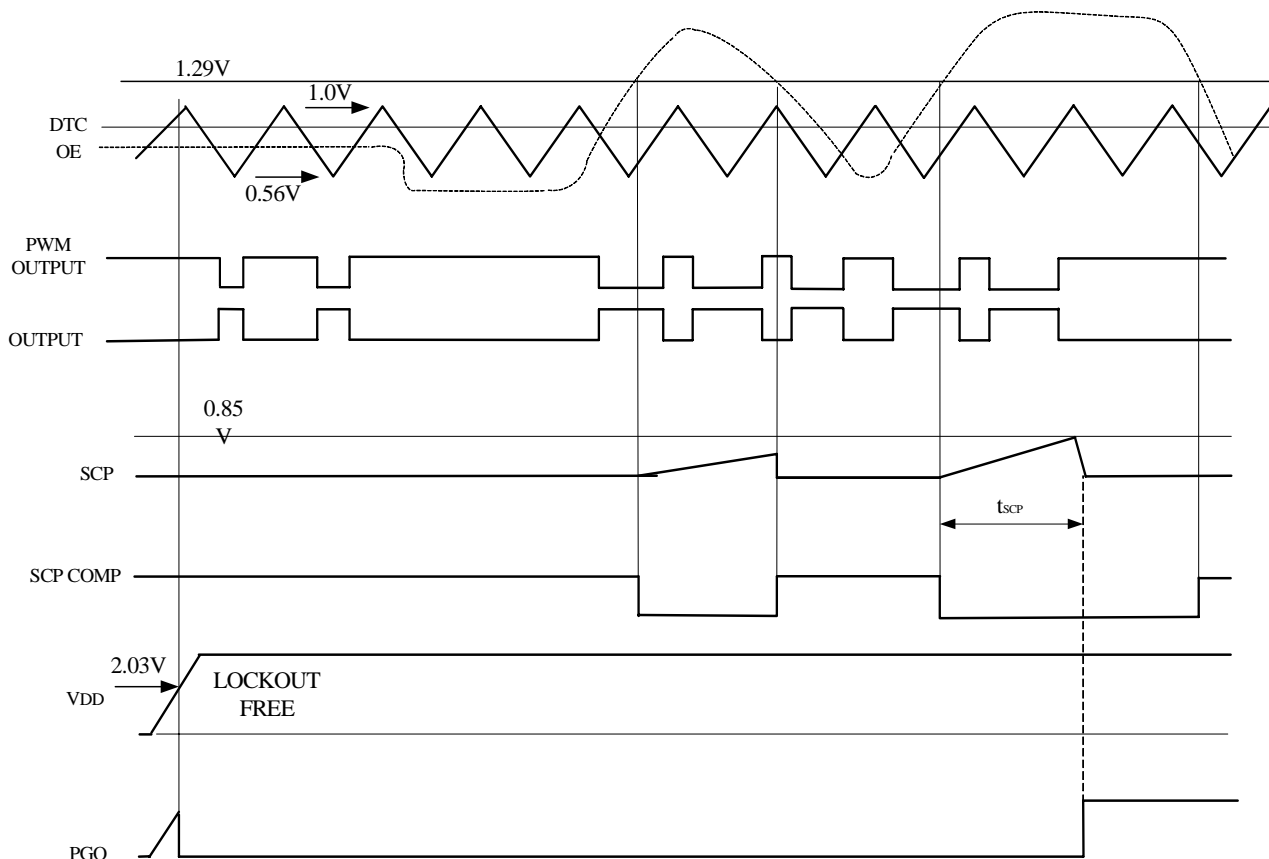 1.29V
1.0V
DTC
OE
0.56V
PWM
OUTPUT
OUTPUT
0.85
V
SCP
tSCP
SCP COMP
2.03V
VDD
LOCKOUT
FREE
PGO